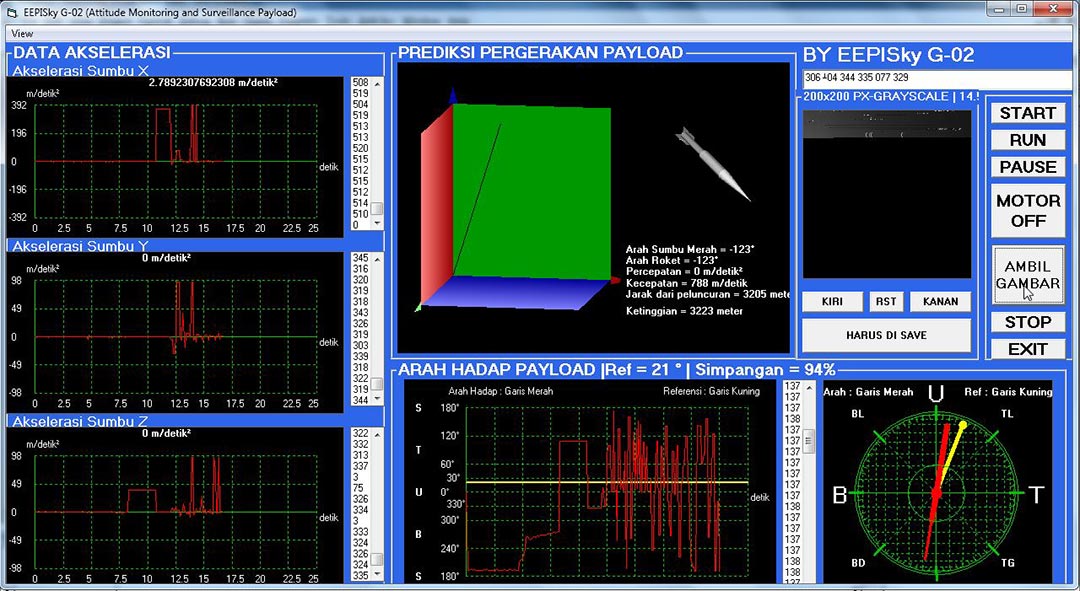 EEPISky G-02 (Attitude Monitoring and Surveillance Payload)
View
DATA AKSELERASI
Akselerasi Sumbu X
2.7892307692308 m/detik²
m/detik²
392
196
0
-196
-392
0 2.5 5 7.5 10 12.5 15 17.5 20 22.5 25
detik
508
519
504
519
513
513
520
515
512
515
512
514
510
0
Akselerasi Sumbu Y
0 m/detik²
m/detik²
98
49
0
-49
-98
0 2.5 5 7.5 10 12.5 15 17.5 20 22.5 25
detik
345
316
320
319
318
343
326
319
303
339
318
322
319
344
Akselerasi Sumbu Z
0 m/detik²
m/detik²
98
49
0
-49
-98
0 2.5 5 7.5 10 12.5 15 17.5 20 22.5 25
detik
322
332
313
337
3
75
326
334
3
333
324
326
324
335
PREDIKSI PERGERAKAN PAYLOAD
Arah Sumbu Merah = -123°
Arah Roket = -123°
Percepatan = 0 m/detik²
Kecepatan = 788 m/detik
Jarak dari peluncuran = 3205 mete
Ketinggian = 3223 meter
BY EEPISky G-02
306 404 344 335 077 329
200x200 PX-GRAYSCALE | 14.
KIRI
RST
KANAN
HARUS DI SAVE
START
RUN
PAUSE
MOTOR
OFF
AMBIL
GAMBAR
STOP
EXIT
ARAH HADAP PAYLOAD |Ref = 21 ° | Simpangan = 94%
Arah Hadap : Garis Merah
Referensi : Garis Kuning
S 180°
120°
T
60°
30°
U 0°
330°
300°
B
240°
S 180°
detik
137
137
137
138
137
137
137
137
137
138
138
137
137
138
137
Arah : Garis Merah
Ref : Garis Kuning
U
BL
TL
B
T
BD
TG